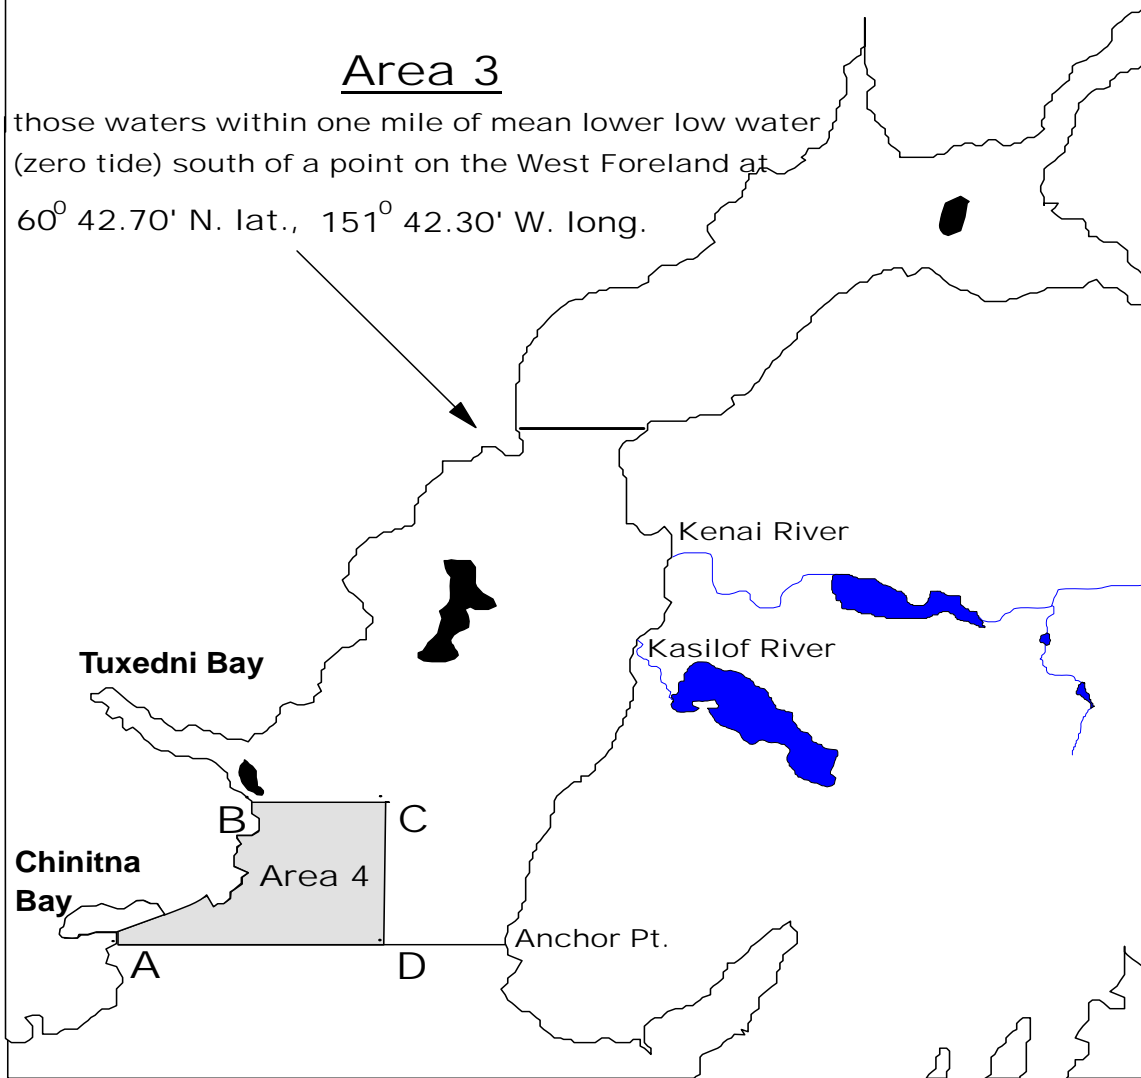 Area 3
those waters within one mile of mean lower low water
(zero tide) south of a point on the West Foreland at
60⁰ 42.70' N. lat., 151⁰ 42.30' W. long.
Kenai River
Kasilof River
Tuxedni Bay
B
C
Chinitna
Bay
Area 4
Anchor Pt.
A
D